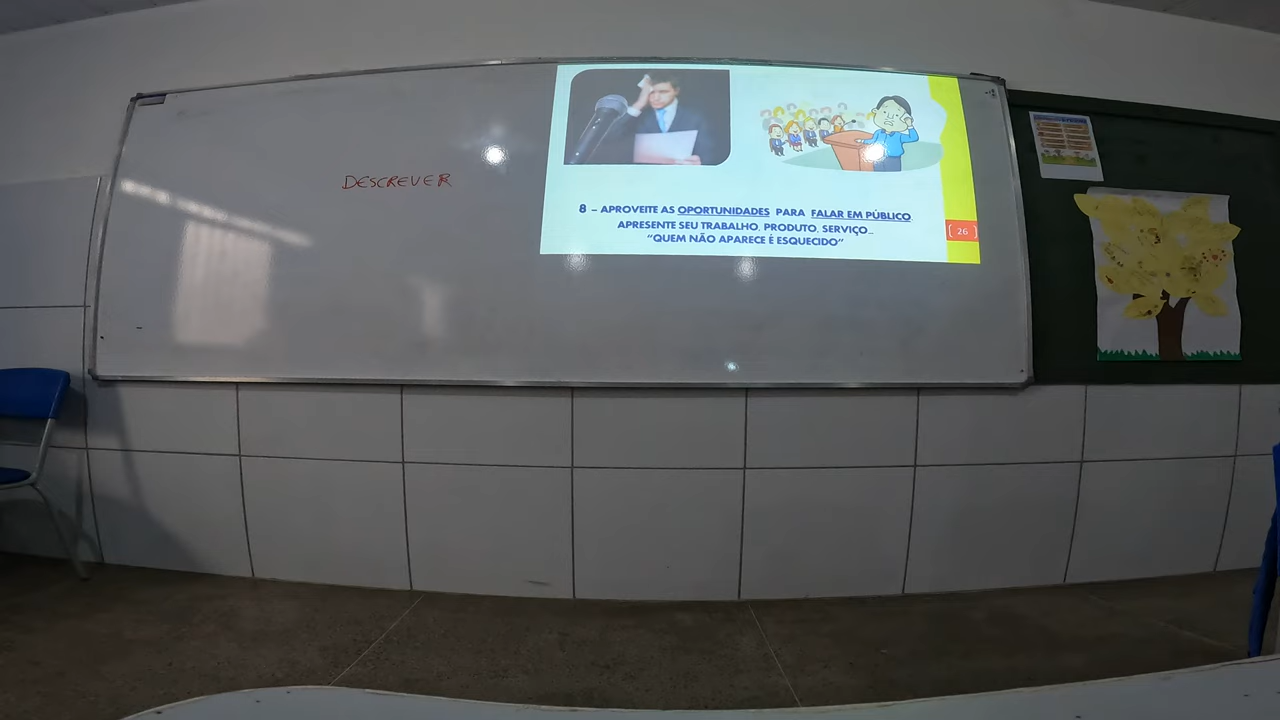 DESCREVER
8 – APROVEITE AS OPORTUNIDADES PARA FALAR EM PÚBLICO
APRESENTE SEU TRABALHO, PRODUTO, SERVIÇO...
"QUEM NÃO APARECE É ESQUECIDO"
26